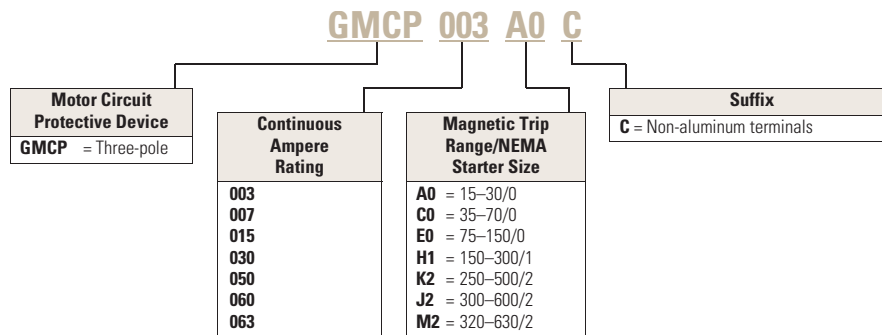 GMCP 003 A0 C
Motor Circuit
Protective Device
GMCP = Three-pole
Continuous
Ampere
Rating
003
007
015
030
050
060
063
Magnetic Trip
Range/NEMA
Starter Size
A0 = 15–30/0
C0 = 35–70/0
E0 = 75–150/0
H1 = 150–300/1
K2 = 250–500/2
J2 = 300–600/2
M2 = 320–630/2
Suffix
C = Non-aluminum terminals